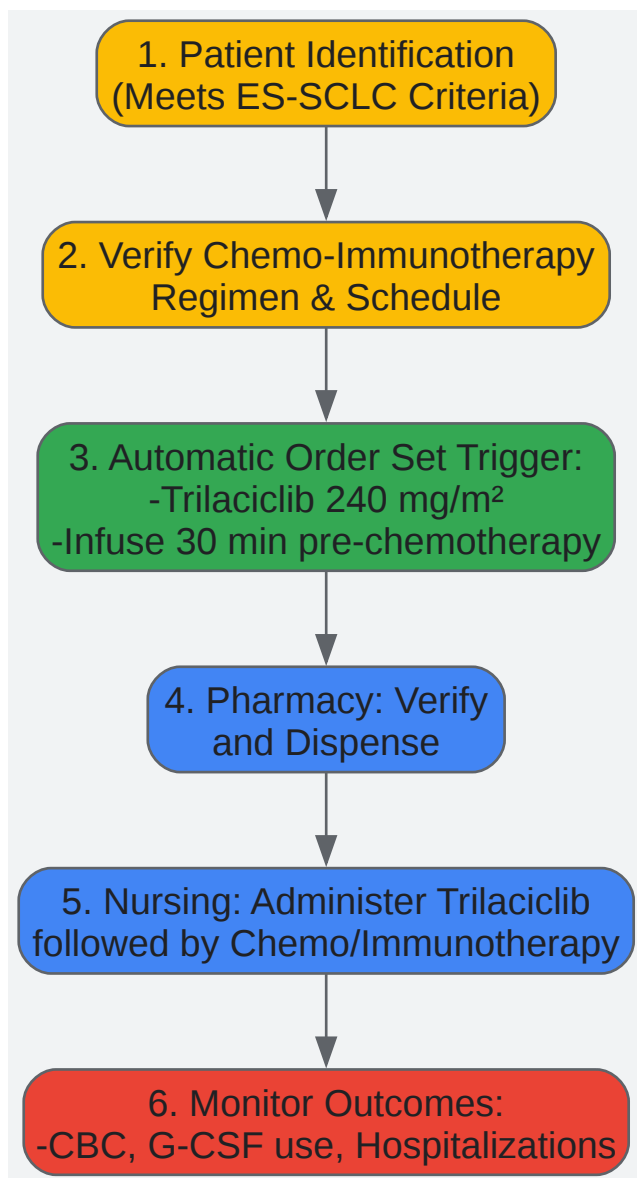 1. Patient Identification
(Meets ES-SCLC Criteria)
2. Verify Chemo-Immunotherapy
Regimen & Schedule
3. Automatic Order Set Trigger:
-Trilaciclib 240 mg/m²
-Infuse 30 min pre-chemotherapy
4. Pharmacy: Verify
and Dispense
5. Nursing: Administer Trilaciclib
followed by Chemo/Immunotherapy
6. Monitor Outcomes:
-CBC, G-CSF use, Hospitalizations